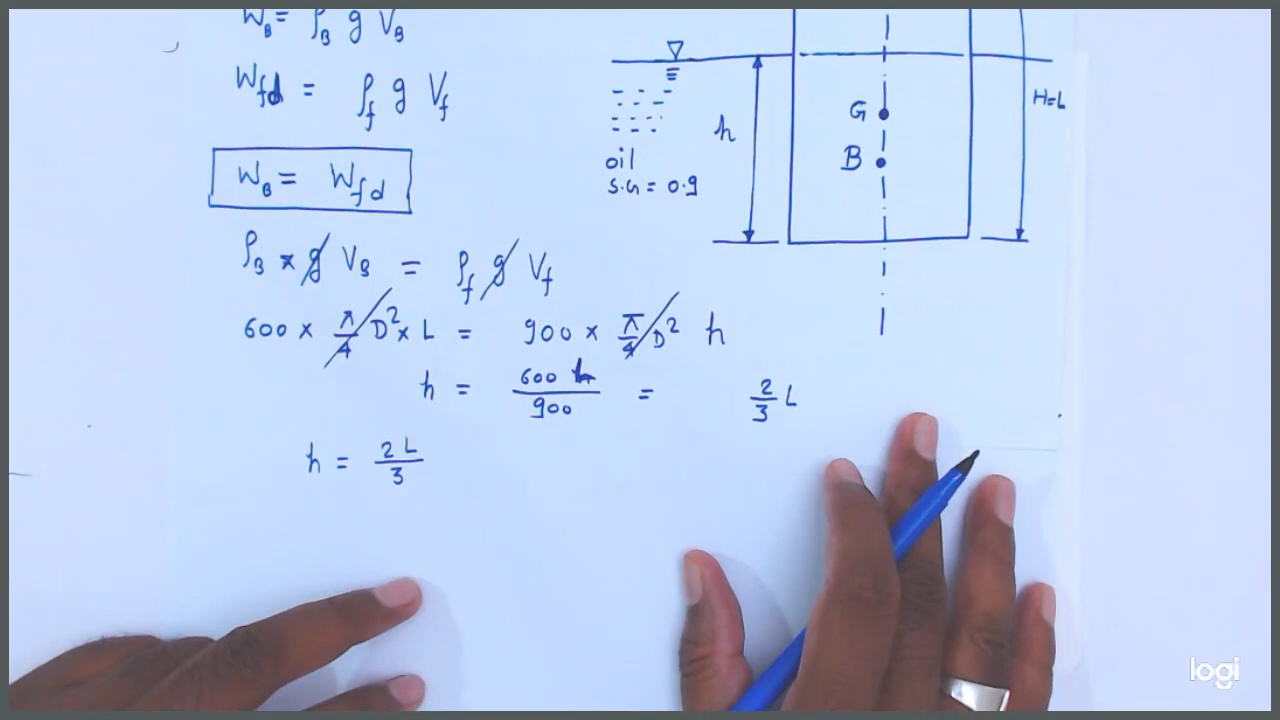 W_B = ρ_B g V_B
W_fd = ρ_f g V_f
W_B = W_fd
ρ_B × g V_B = ρ_f g V_f
600 × π/4 D² × L = 900 × π/4 D² h
h = 600 L / 900 = 2/3 L
h = 2L/3
h
G
B
H=L
oil
S.G = 0.9
logi